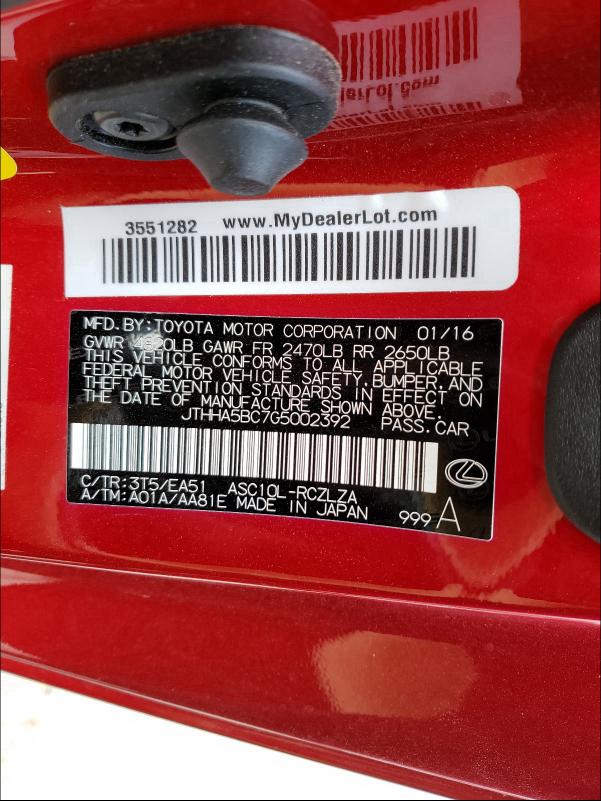 3551282 www.MyDealerLot.com
MFD.BY:TOYOTA MOTOR CORPORATION 01/16
GVWR 4920LB GAWR FR 2470LB RR 2650LB
THIS VEHICLE CONFORMS TO ALL APPLICABLE
FEDERAL MOTOR VEHICLE SAFETY,BUMPER,AND
THEFT PREVENTION STANDARDS IN EFFECT ON
THE DATE OF MANUFACTURE SHOWN ABOVE.
JTHHA5BC7G5002392 PASS.CAR
C/TR:3T5/EA51 ASC10L-RCZLZA
A/TM:A01A/AA81E MADE IN JAPAN
999 A